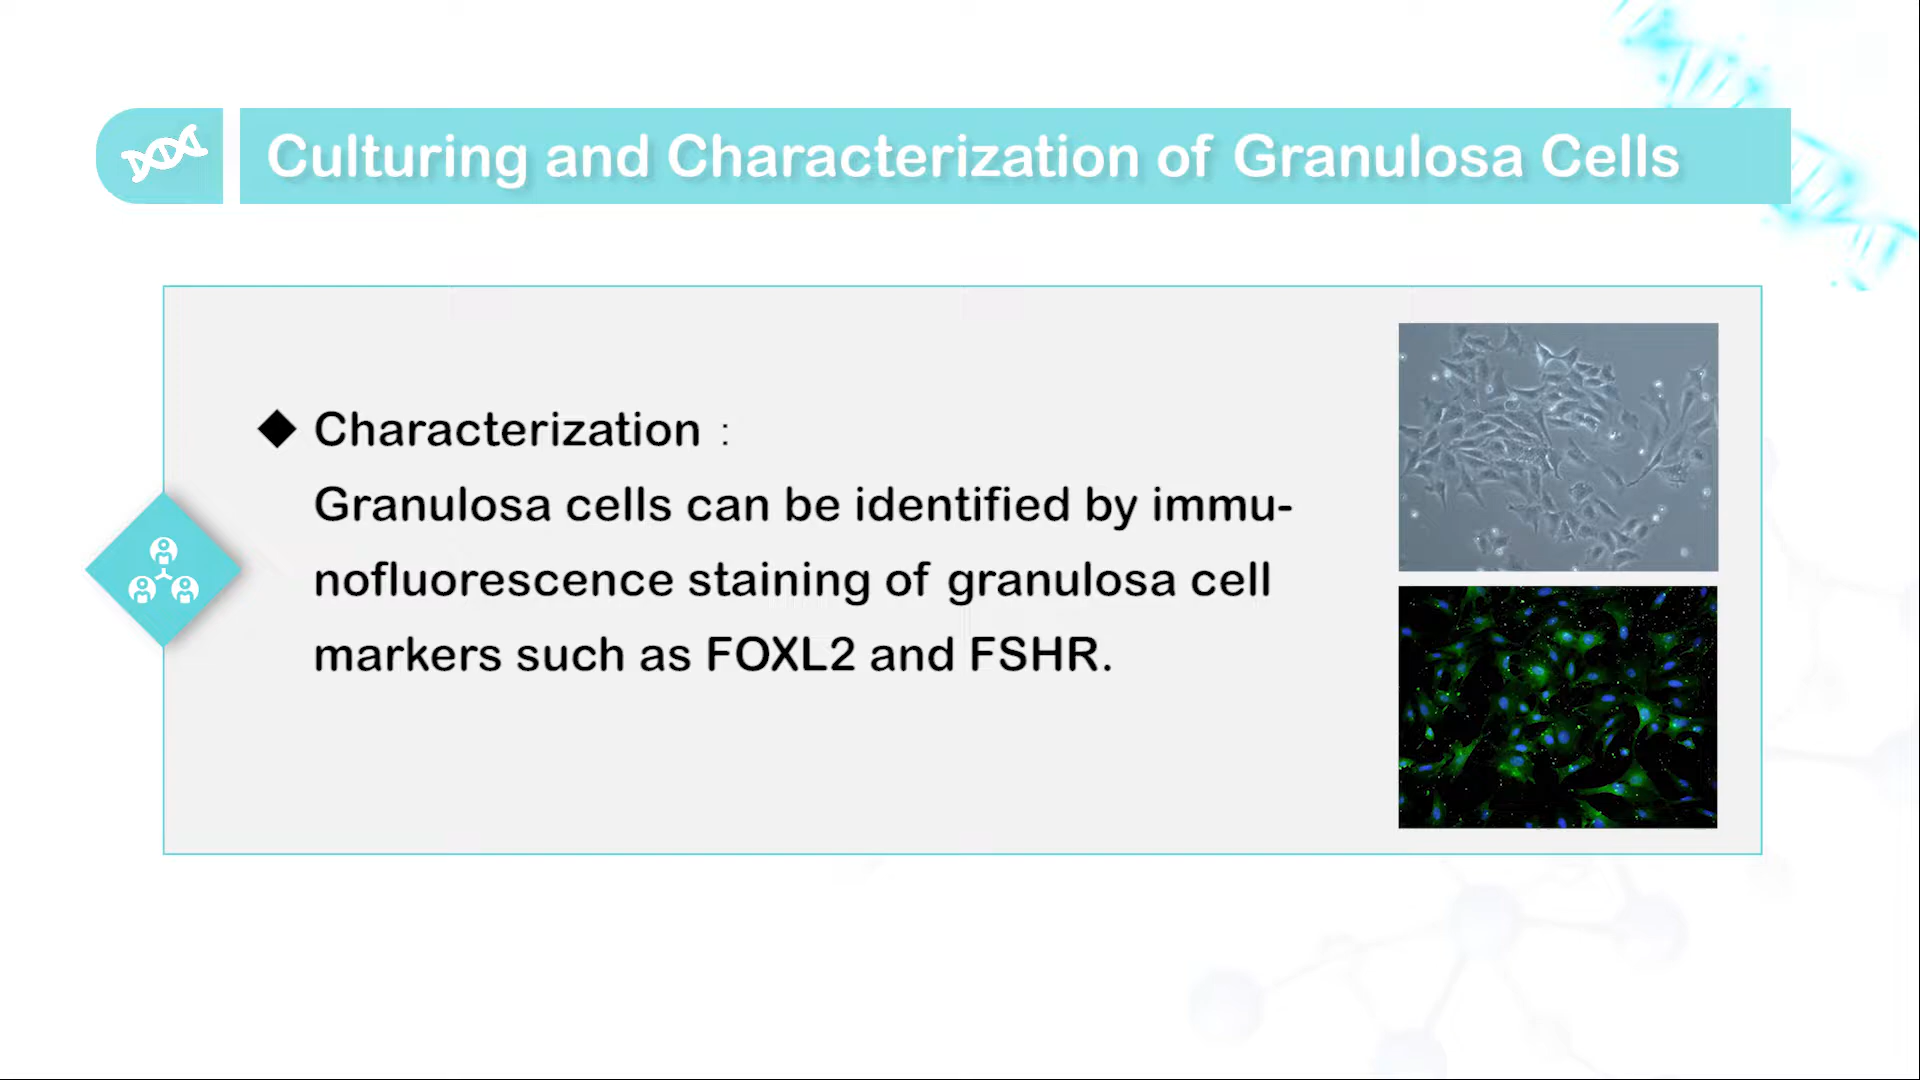 Culturing and Characterization of Granulosa Cells
◆ Characterization :
Granulosa cells can be identified by immu-
nofluorescence staining of granulosa cell
markers such as FOXL2 and FSHR.